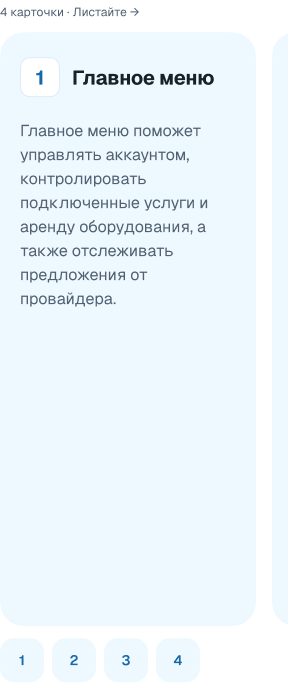 4 карточки · Листайте →
1 Главное меню
Главное меню поможет
управлять аккаунтом,
контролировать
подключенные услуги и
аренду оборудования, а
также отслеживать
предложения от
провайдера.
1 2 3 4